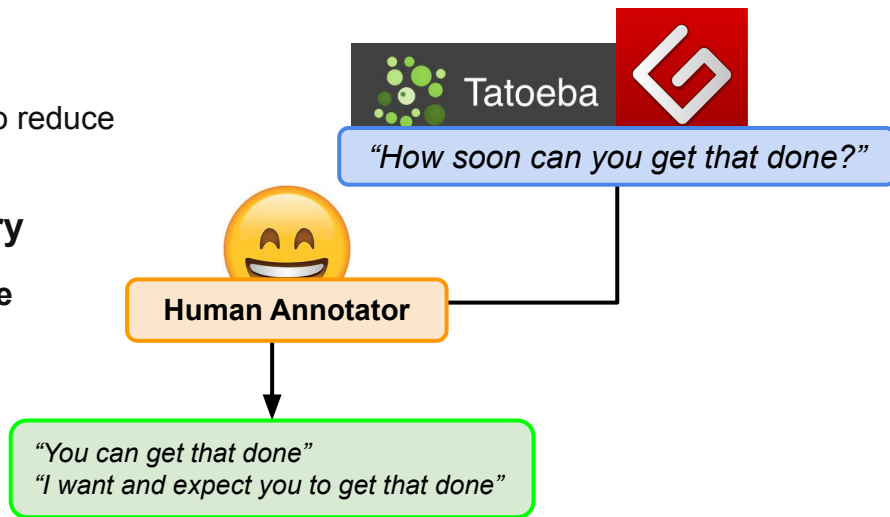 Tatoeba
o reduce
“How soon can you get that done?”
ry
e
Human Annotator
“You can get that done”
“I want and expect you to get that done”